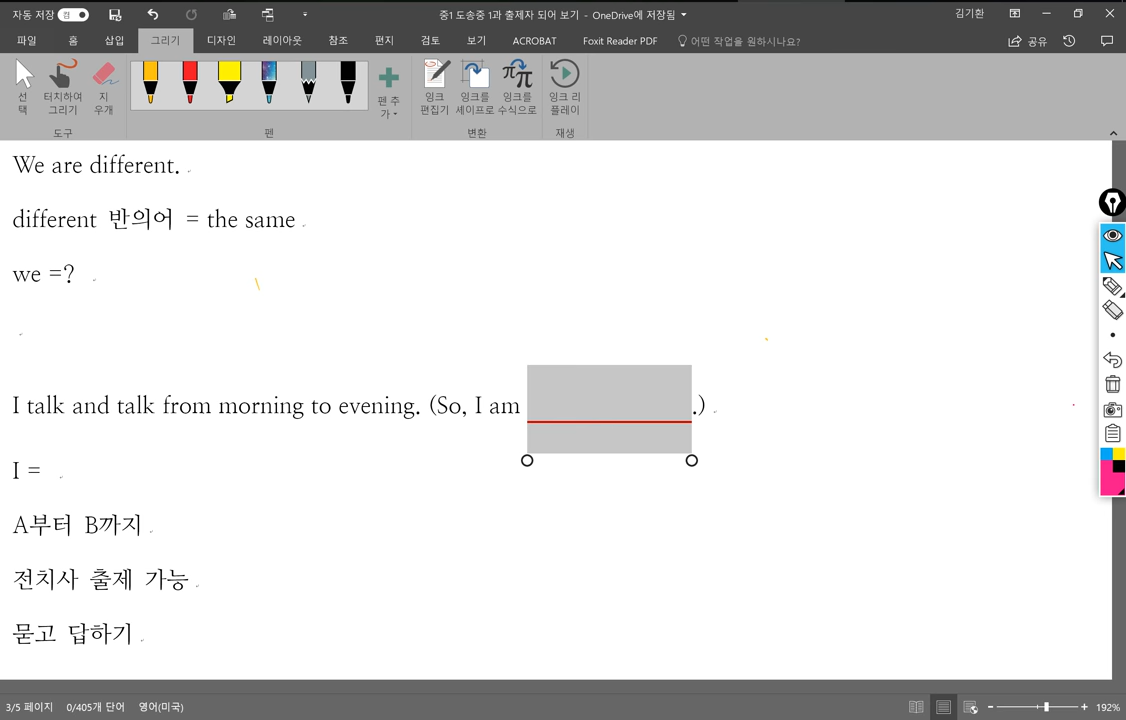 자동 저장 켬 중1 도송중 1과 출제자 되어 보기 - OneDrive에 저장됨 김기환
파일 홈 삽입 그리기 디자인 레이아웃 참조 편지 검토 보기 ACROBAT Foxit Reader PDF 어떤 작업을 원하시나요? 공유
선택 터치하여 그리기 지우개 펜 추가 잉크 편집기 잉크를 셰이프로 잉크를 수식으로 잉크 리플레이
도구 펜 변환 재생
We are different.
different 반의어 = the same
we =?
I talk and talk from morning to evening. (So, I am .)
I =
A부터 B까지
전치사 출제 가능
묻고 답하기
3/5 페이지 0/405개 단어 영어(미국) 192%